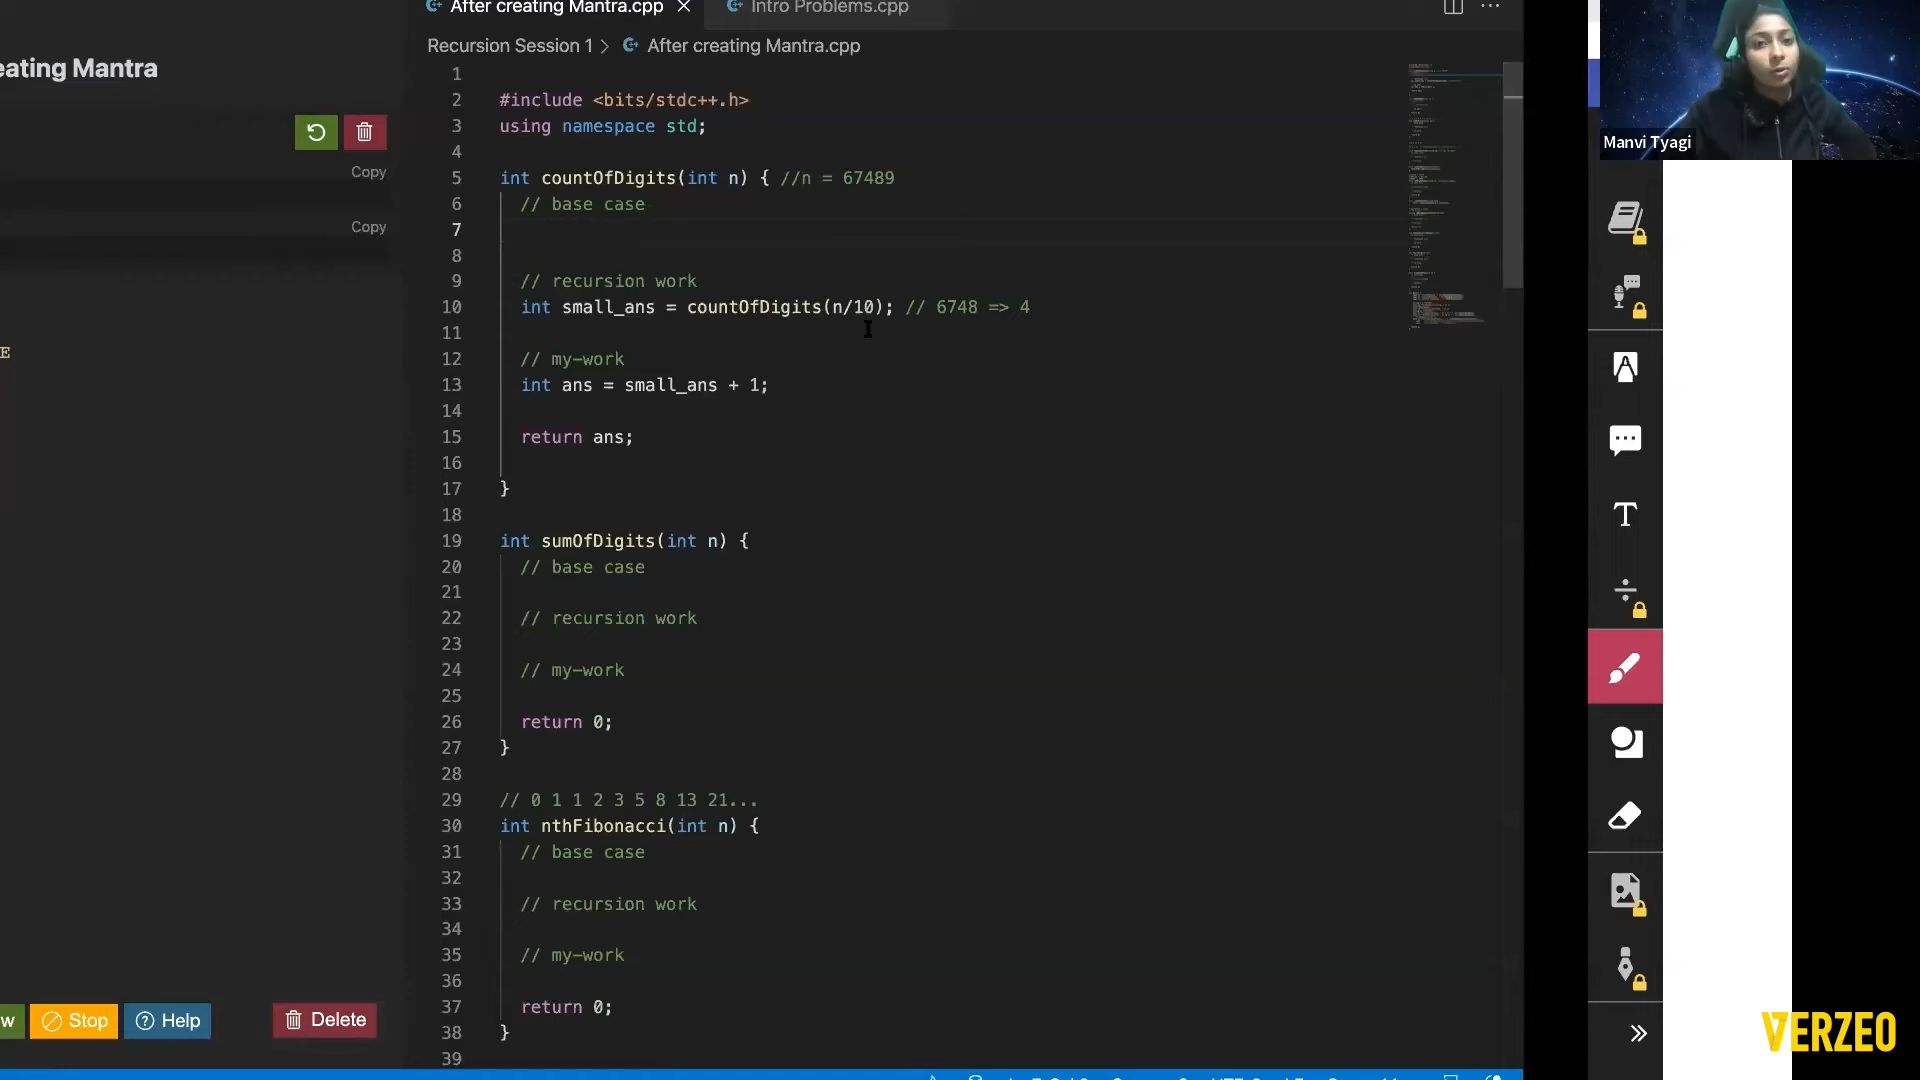 After creating Mantra.cpp
Intro Problems.cpp
Recursion Session 1 > After creating Mantra.cpp
eating Mantra
Copy
Copy
E
w
Stop
Help
Delete
1
2 #include <bits/stdc++.h>
3 using namespace std;
4
5 int countOfDigits(int n) { //n = 67489
6 // base case
7
8
9 // recursion work
10 int small_ans = countOfDigits(n/10); // 6748 => 4
11
12 // my-work
13 int ans = small_ans + 1;
14
15 return ans;
16
17 }
18
19 int sumOfDigits(int n) {
20 // base case
21
22 // recursion work
23
24 // my-work
25
26 return 0;
27 }
28
29 // 0 1 1 2 3 5 8 13 21...
30 int nthFibonacci(int n) {
31 // base case
32
33 // recursion work
34
35 // my-work
36
37 return 0;
38 }
39
Manvi Tyagi
T
VERZEO